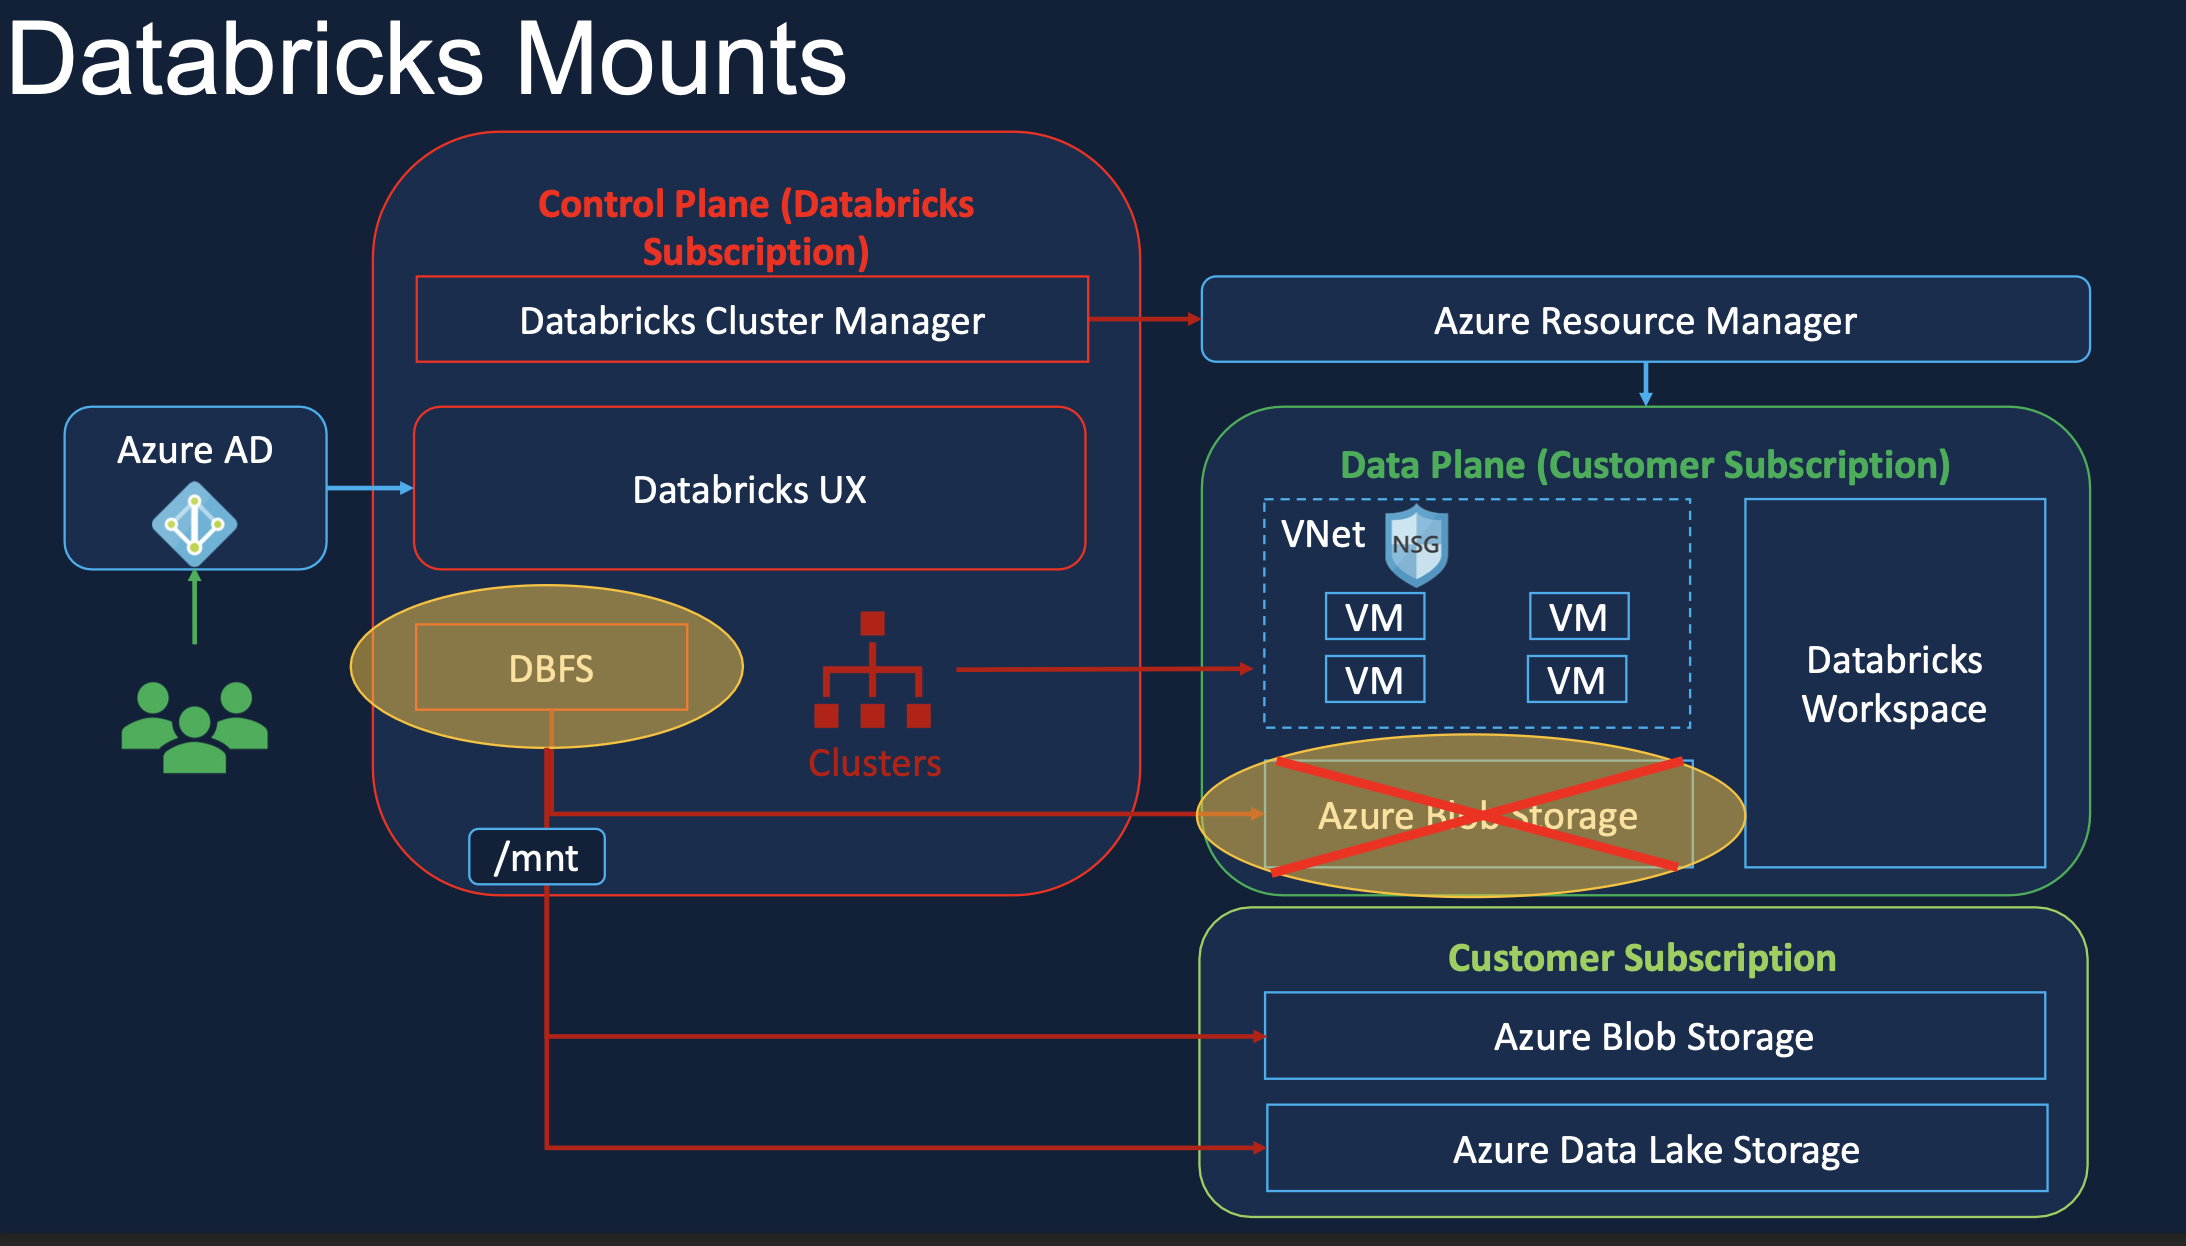 Databricks Mounts
Control Plane (Databricks
Subscription)
Databricks Cluster Manager
Azure Resource Manager
Azure AD
Databricks UX
Data Plane (Customer Subscription)
VNet
NSG
VM
VM
VM
VM
Databricks
Workspace
DBFS
Clusters
Azure Blob Storage
/mnt
Customer Subscription
Azure Blob Storage
Azure Data Lake Storage